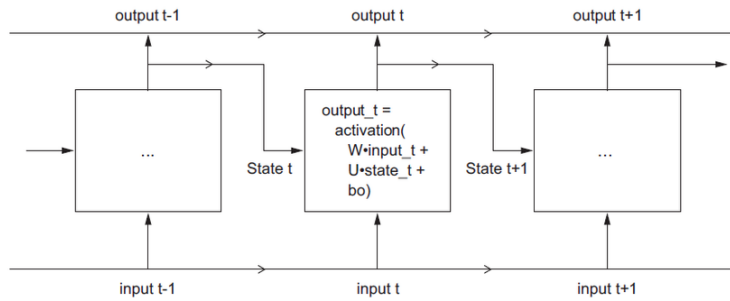 output t-1
output t
output t+1
...
output_t =
activation(
W•input_t +
U•state_t +
bo)
...
State t
State t+1
input t-1
input t
input t+1